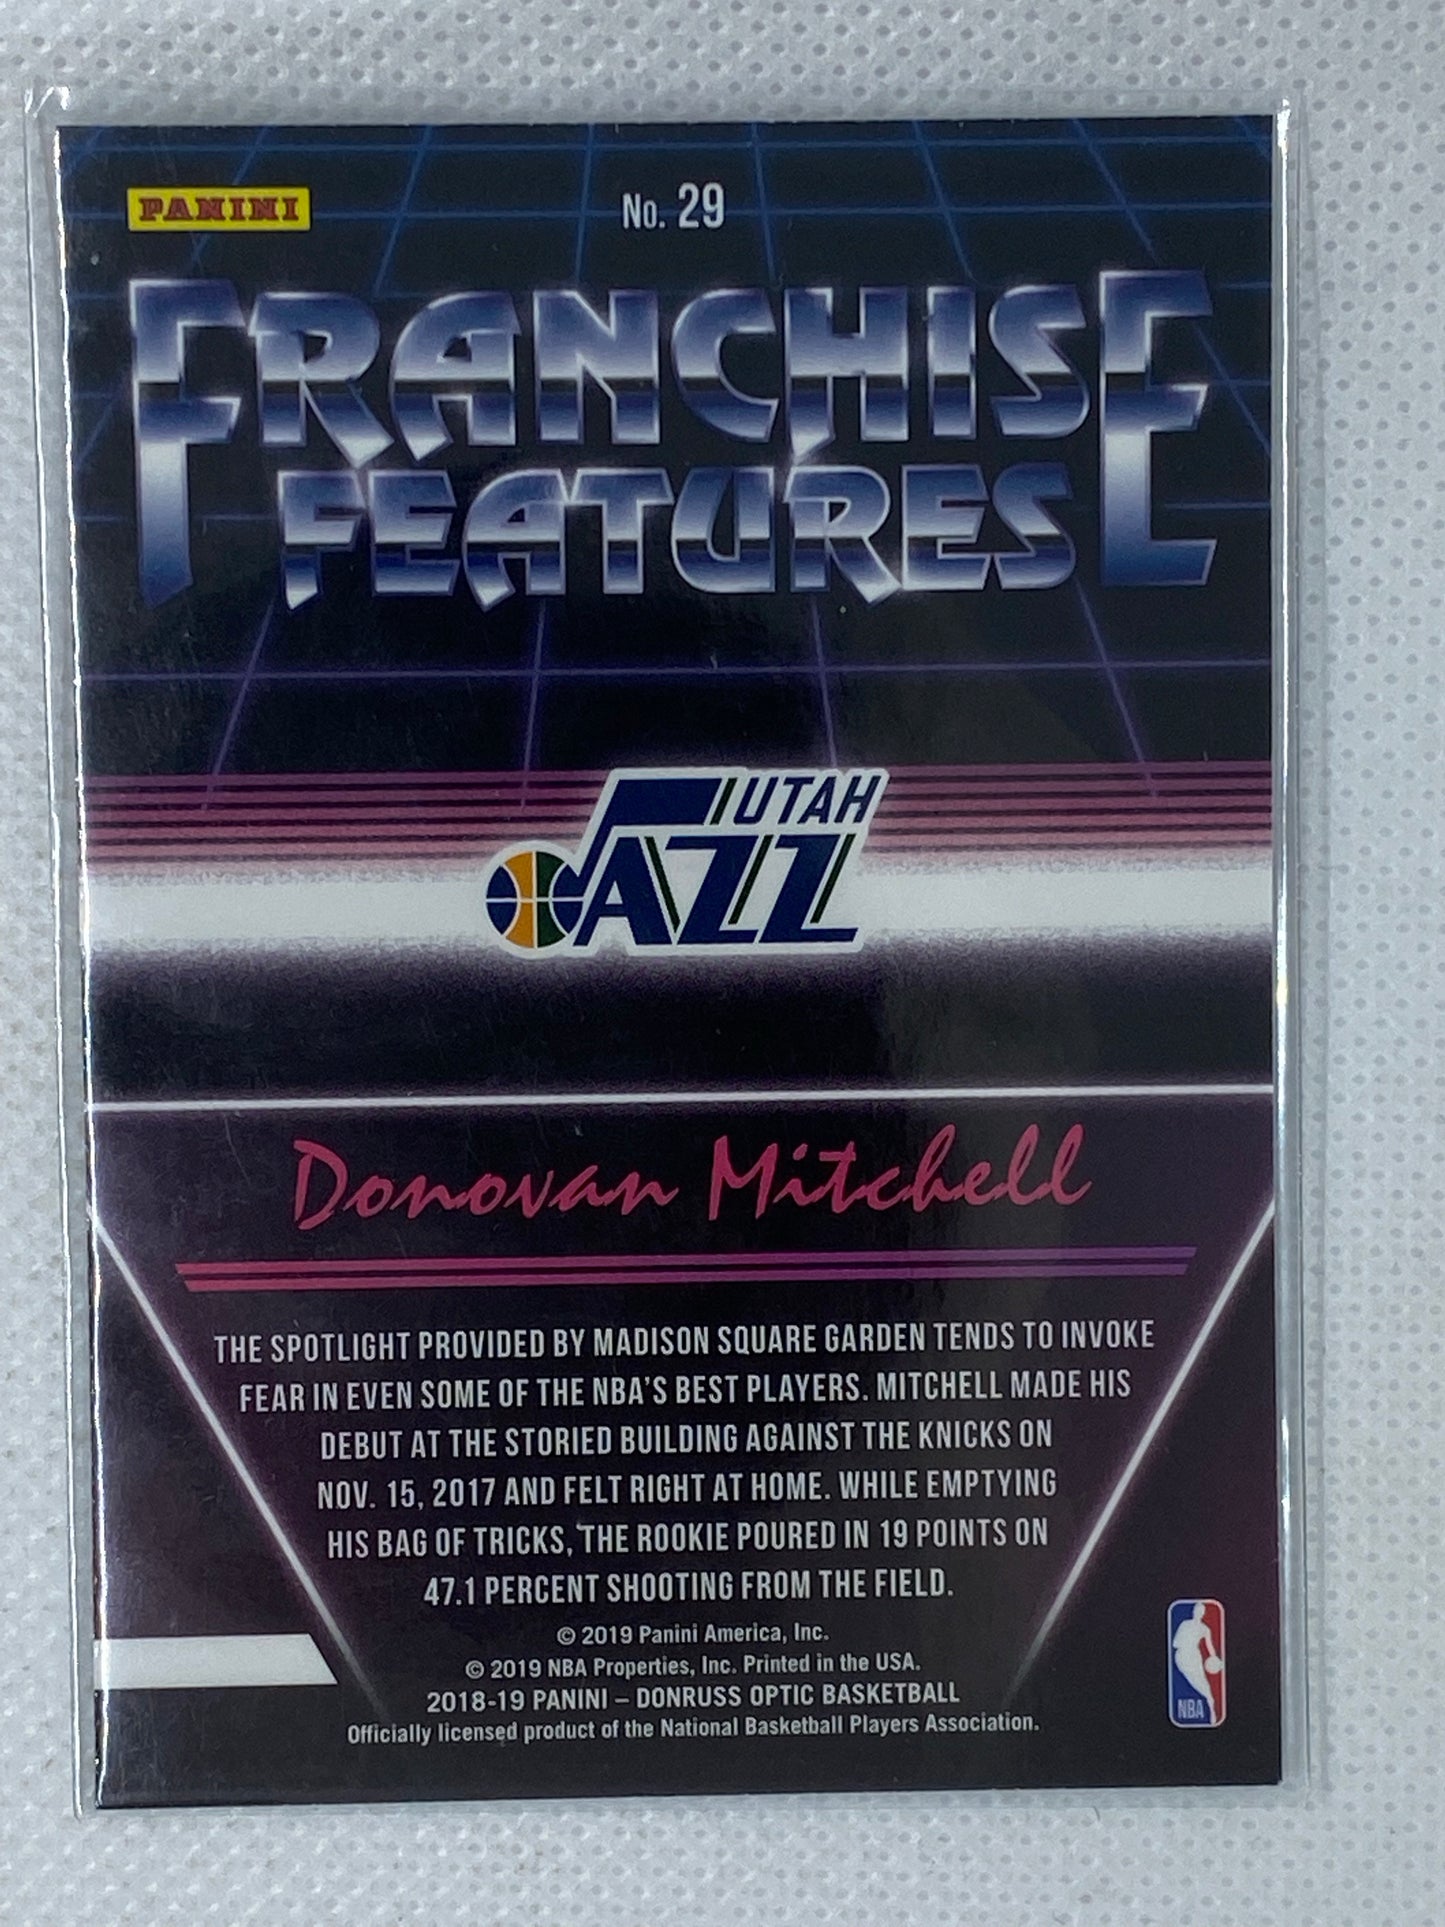 PANINI
No. 29
FRANCHISE
FEATURES
UTAH
JAZZ
Donovan Mitchell
THE SPOTLIGHT PROVIDED BY MADISON SQUARE GARDEN TENDS TO INVOKE
FEAR IN EVEN SOME OF THE NBA'S BEST PLAYERS. MITCHELL MADE HIS
DEBUT AT THE STORIED BUILDING AGAINST THE KNICKS ON
NOV. 15, 2017 AND FELT RIGHT AT HOME. WHILE EMPTYING
HIS BAG OF TRICKS, THE ROOKIE POURED IN 19 POINTS ON
47.1 PERCENT SHOOTING FROM THE FIELD.
© 2019 Panini America, Inc.
© 2019 NBA Properties, Inc. Printed in the USA.
2018-19 PANINI – DONRUSS OPTIC BASKETBALL
Officially licensed product of the National Basketball Players Association.
NBA